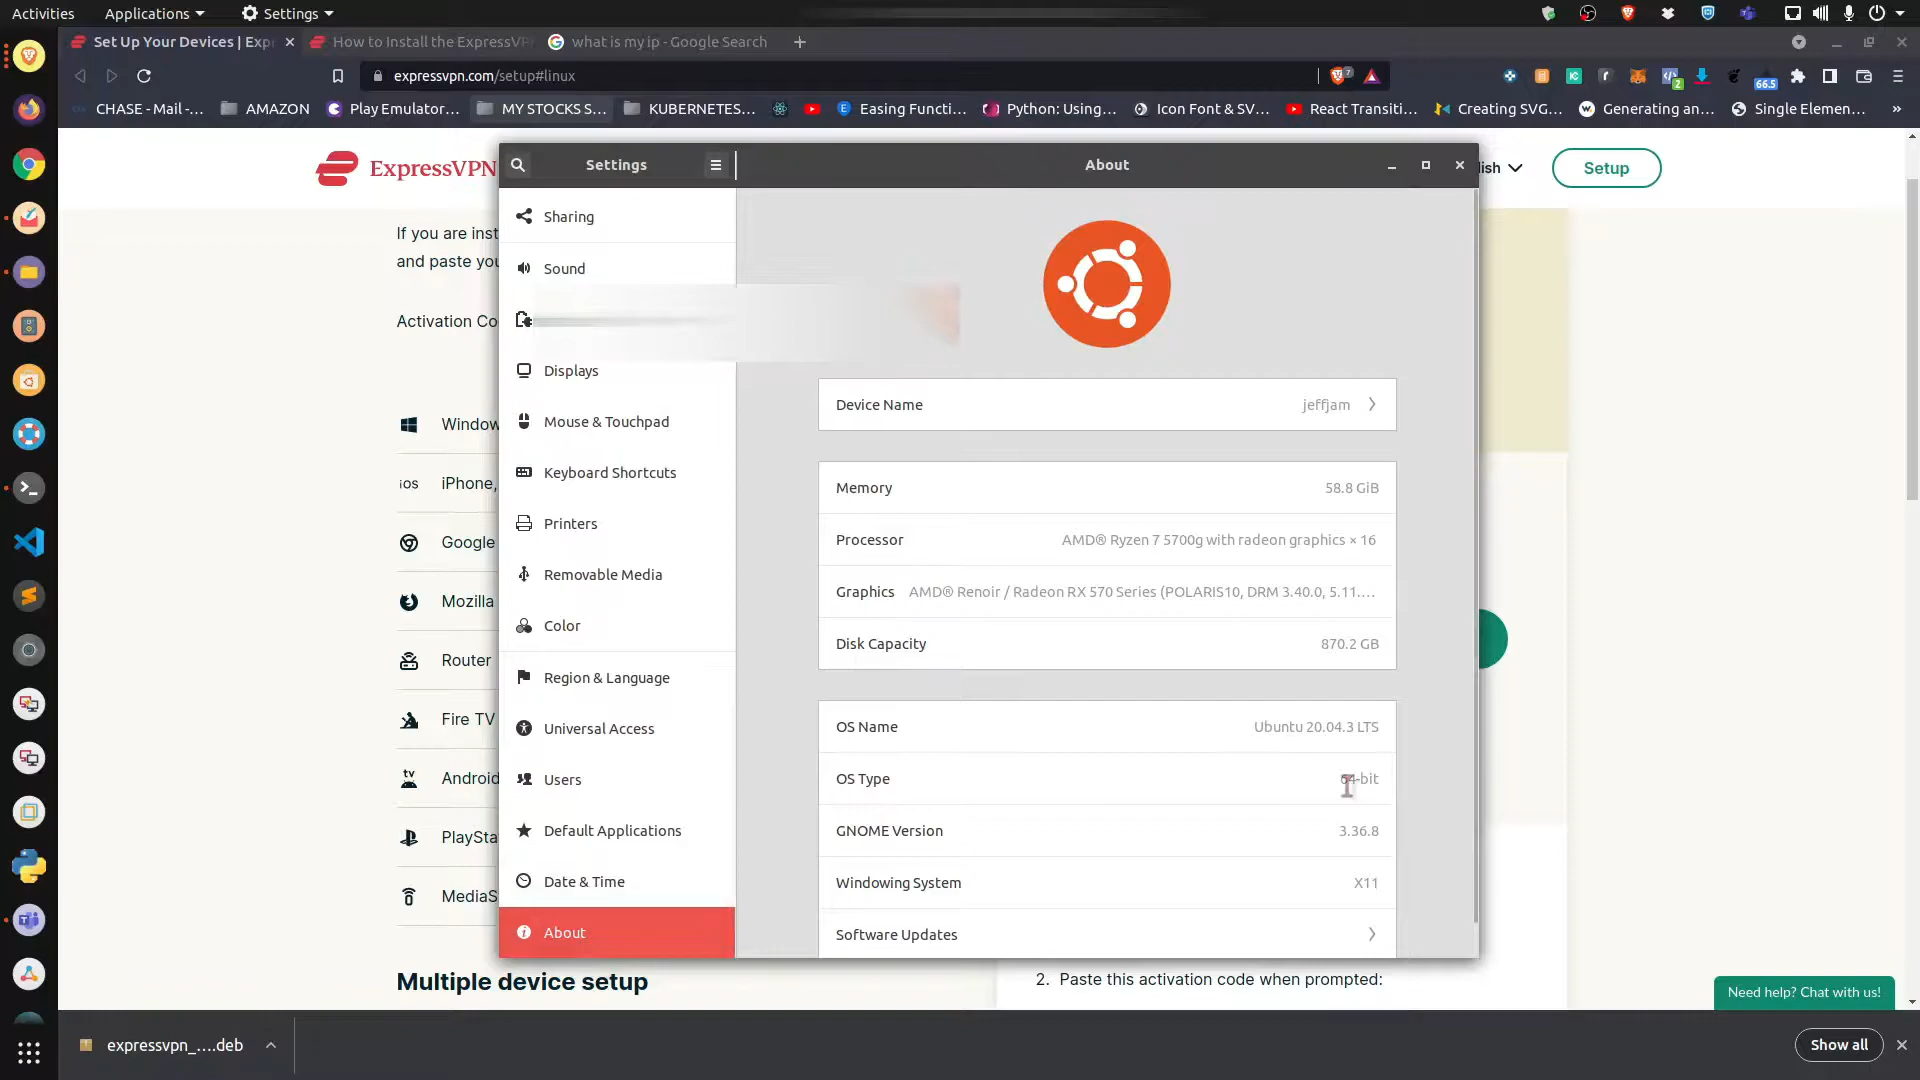 Activities Applications Settings
Set Up Your Devices | Exp
How to Install the ExpressVP
what is my ip - Google Search
expressvpn.com/setup#linux
7
2
66.5
CHASE - Mail -...
AMAZON
Play Emulator...
MY STOCKS S...
KUBERNETES...
Easing Functi...
Python: Using...
Icon Font & SV...
React Transiti...
Creating SVG...
Generating an...
Single Elemen...
»
ExpressVPN
lish
Setup
If you are inst
and paste you
Activation Co
Window
iOS
iPhone,
Google
Mozilla
Router
Fire TV
tv
Android
PlaySta
MediaS
Multiple device setup
Settings
About
Sharing
Sound
Displays
Mouse & Touchpad
Keyboard Shortcuts
Printers
Removable Media
Color
Region & Language
Universal Access
Users
Default Applications
Date & Time
About
Device Name jeffjam
Memory 58.8 GiB
Processor AMD® Ryzen 7 5700g with radeon graphics × 16
Graphics AMD® Renoir / Radeon RX 570 Series (POLARIS10, DRM 3.40.0, 5.11....
Disk Capacity 870.2 GB
OS Name Ubuntu 20.04.3 LTS
OS Type 64-bit
GNOME Version 3.36.8
Windowing System X11
Software Updates
2. Paste this activation code when prompted:
Need help? Chat with us!
expressvpn_....deb
Show all